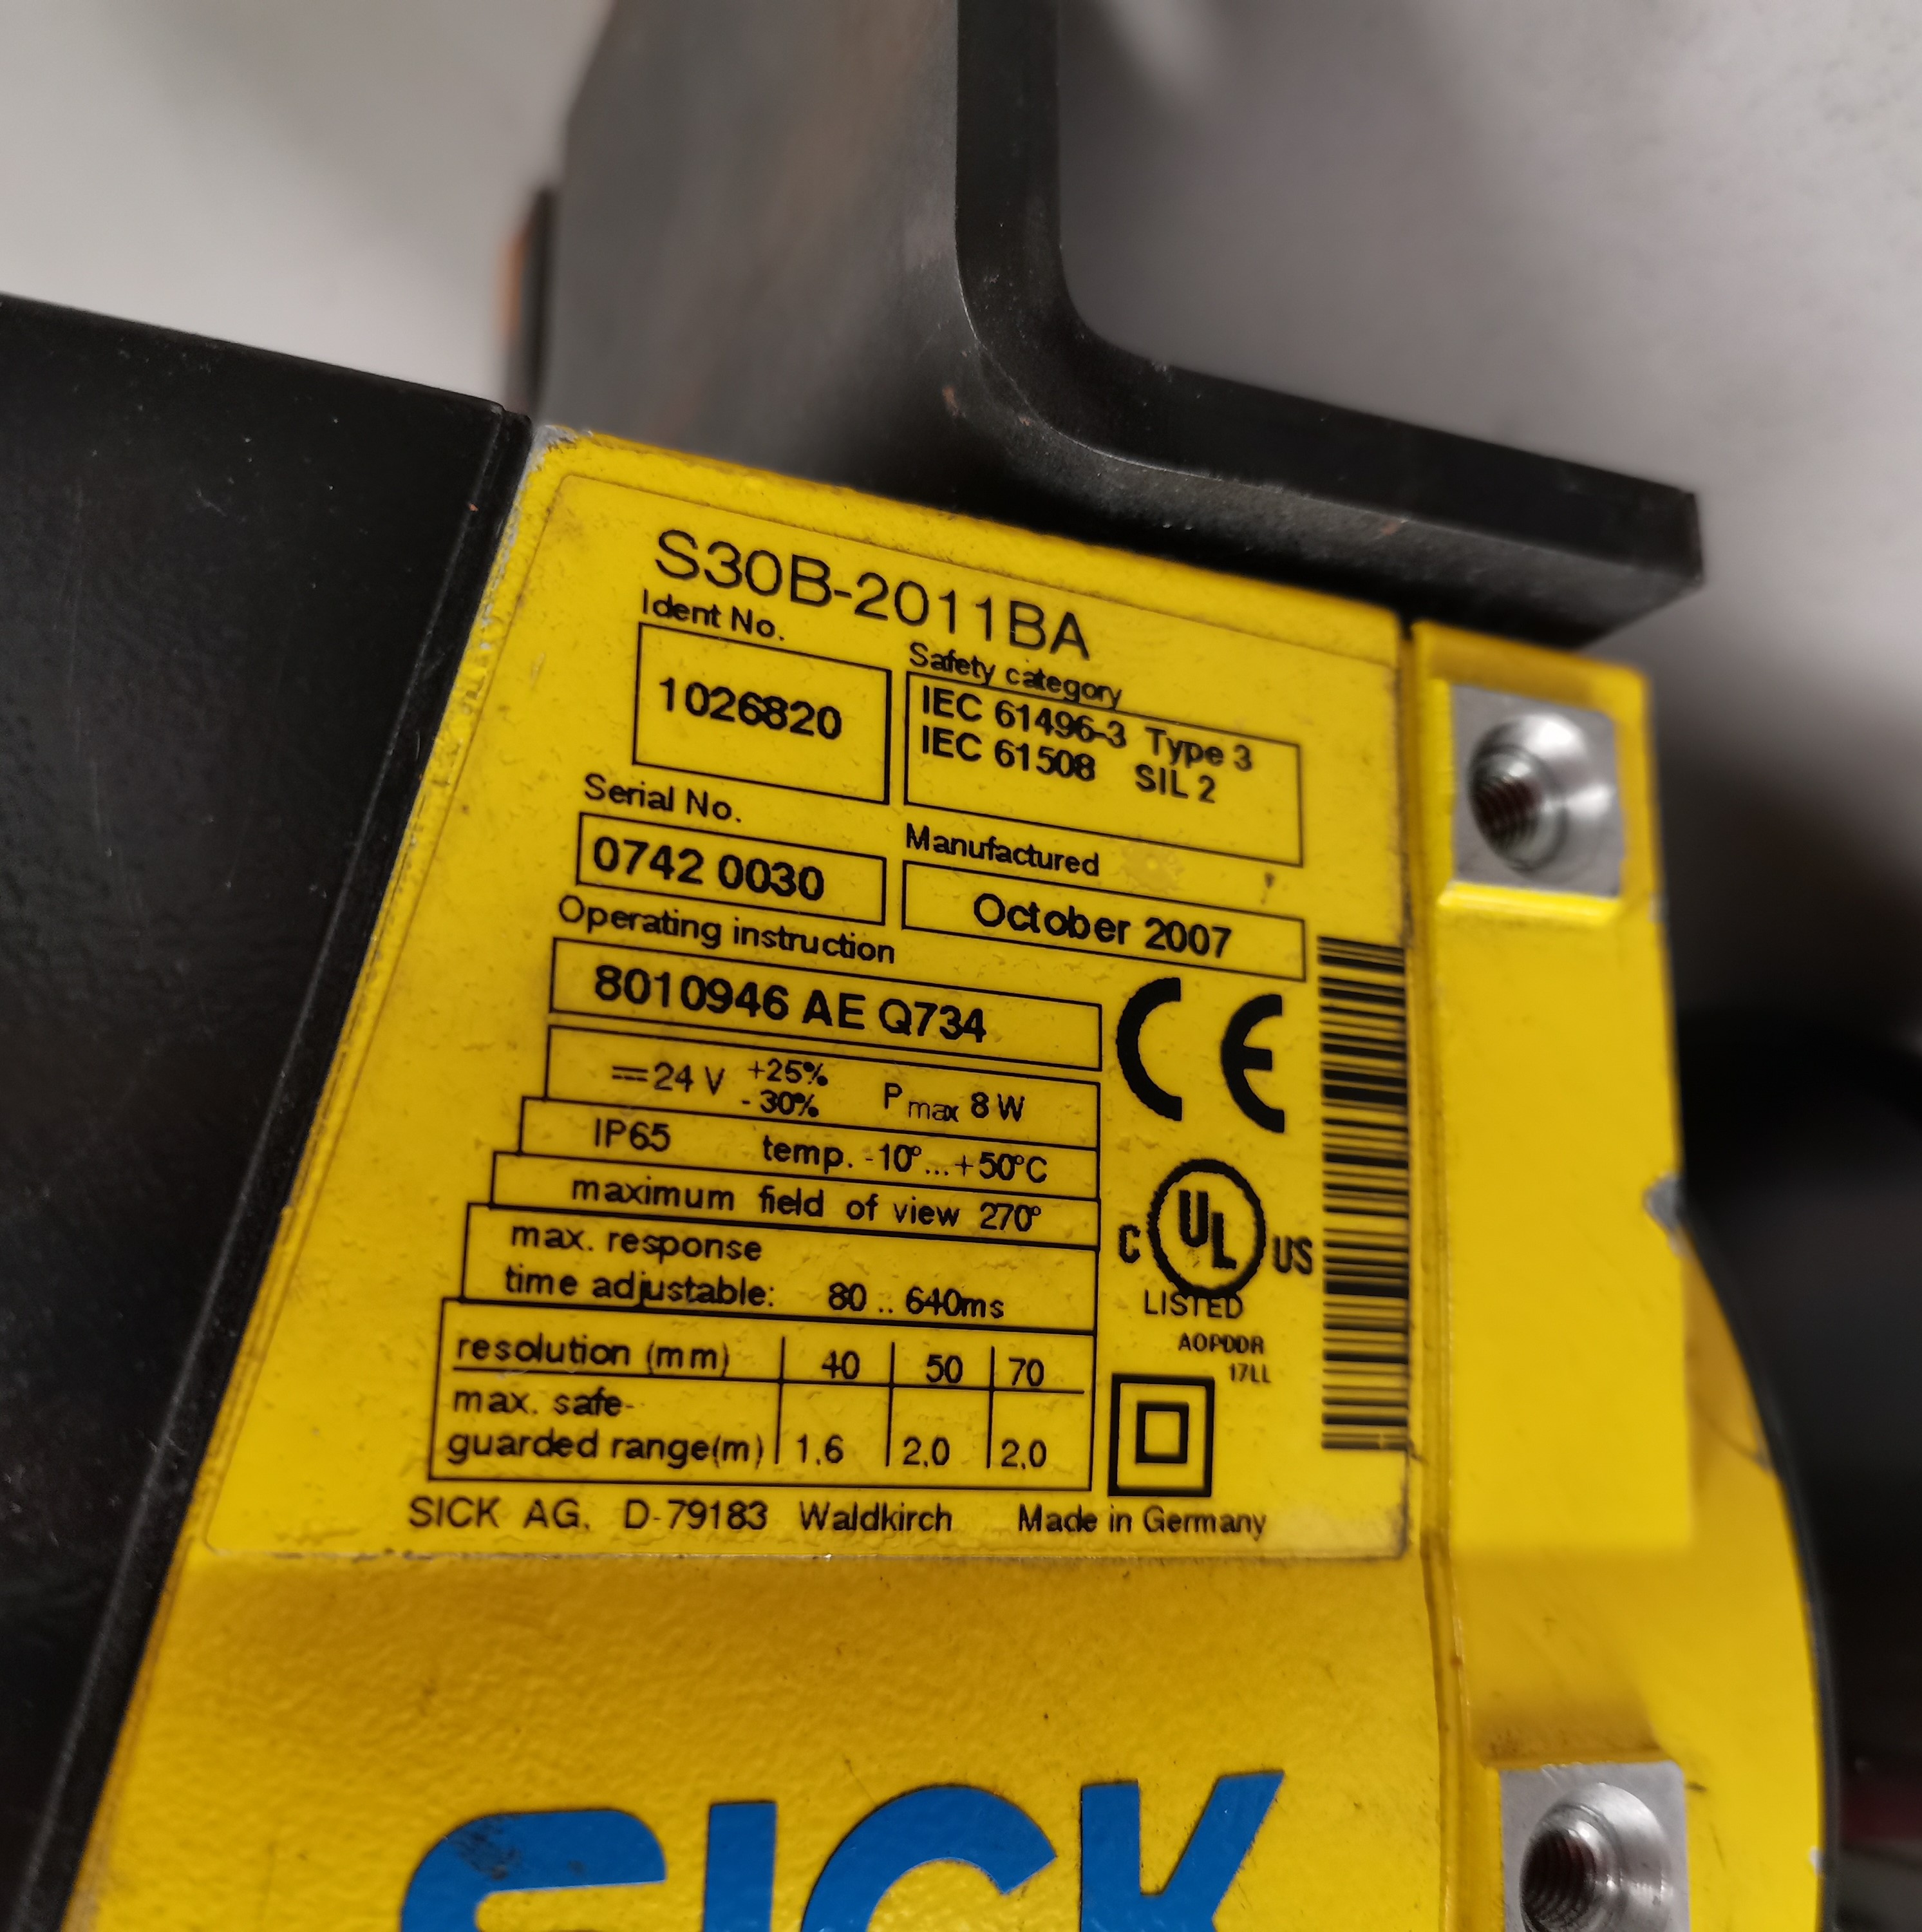 S30B-2011BA
Ident No.
1026820
Safety category
IEC 61496-3 Type 3
IEC 61508 SIL 2
Serial No.
0742 0030
Manufactured
October 2007
Operating instruction
8010946 AE Q734
⎓24 V +25% -30% Pmax 8 W
IP65 temp. -10°...+50°C
maximum field of view 270°
max. response
time adjustable: 80 .. 640ms
resolution (mm) | 40 | 50 | 70
max. safe-
guarded range(m) | 1.6 | 2.0 | 2.0
CE
C UL US
LISTED
AOPDDR
17LL
SICK AG, D-79183 Waldkirch Made in Germany
SICK